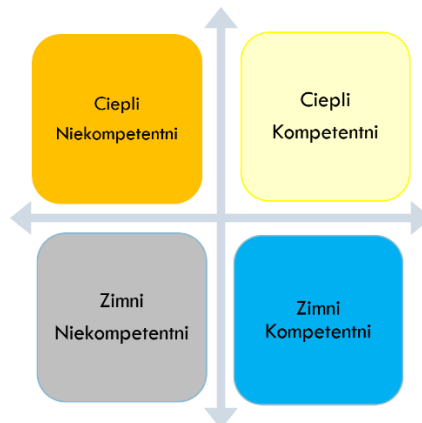 Ciepli
Niekompetentni
Ciepli
Kompetentni
Zimni
Niekompetentni
Zimni
Kompetentni